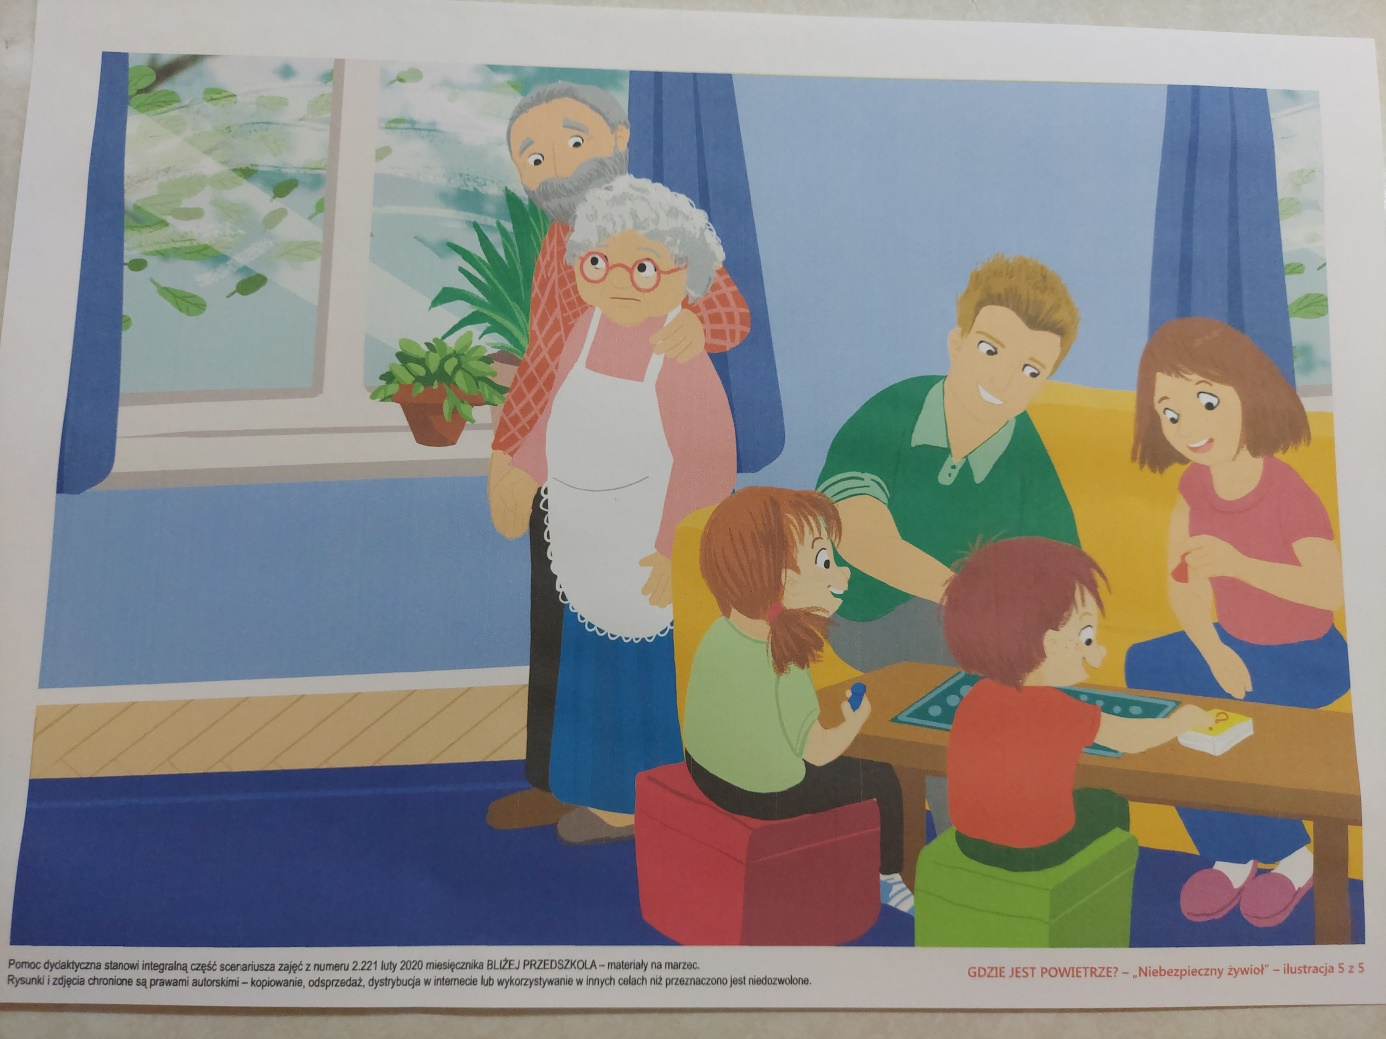 ?
Pomoc dydaktyczna stanowi integralną część scenariusza zajęć z numeru 2.221 luty 2020 miesięcznika BLIŻEJ PRZEDSZKOLA – materiały na marzec.
Rysunki i zdjęcia chronione są prawami autorskimi – kopiowanie, odsprzedaż, dystrybucja w internecie lub wykorzystywanie w innych celach niż przeznaczono jest niedozwolone.
GDZIE JEST POWIETRZE? – „Niebezpieczny żywioł” – ilustracja 5 z 5